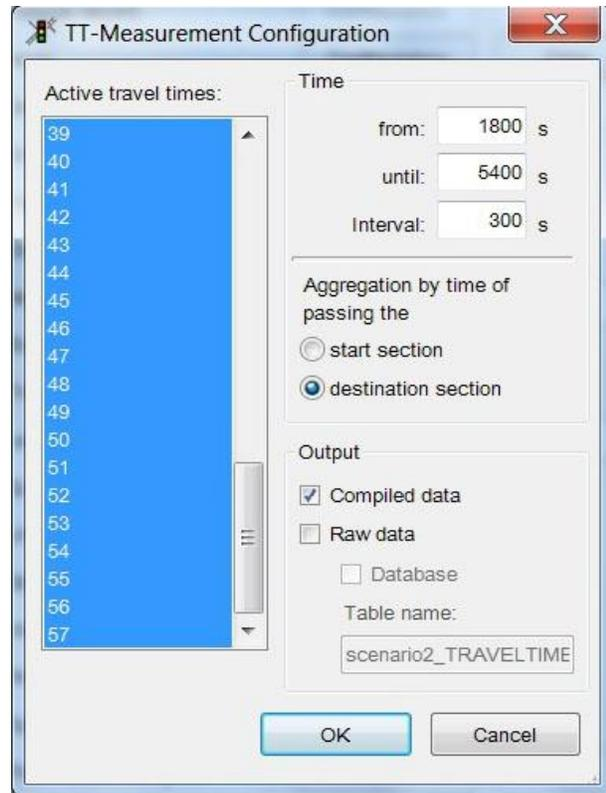 TT-Measurement Configuration
Active travel times:
39
40
41
42
43
44
45
46
47
48
49
50
51
52
53
54
55
56
57
Time
from: 1800 s
until: 5400 s
Interval: 300 s
Aggregation by time of
passing the
start section
destination section
Output
Compiled data
Raw data
Database
Table name:
scenario2_TRAVELTIME
OK
Cancel